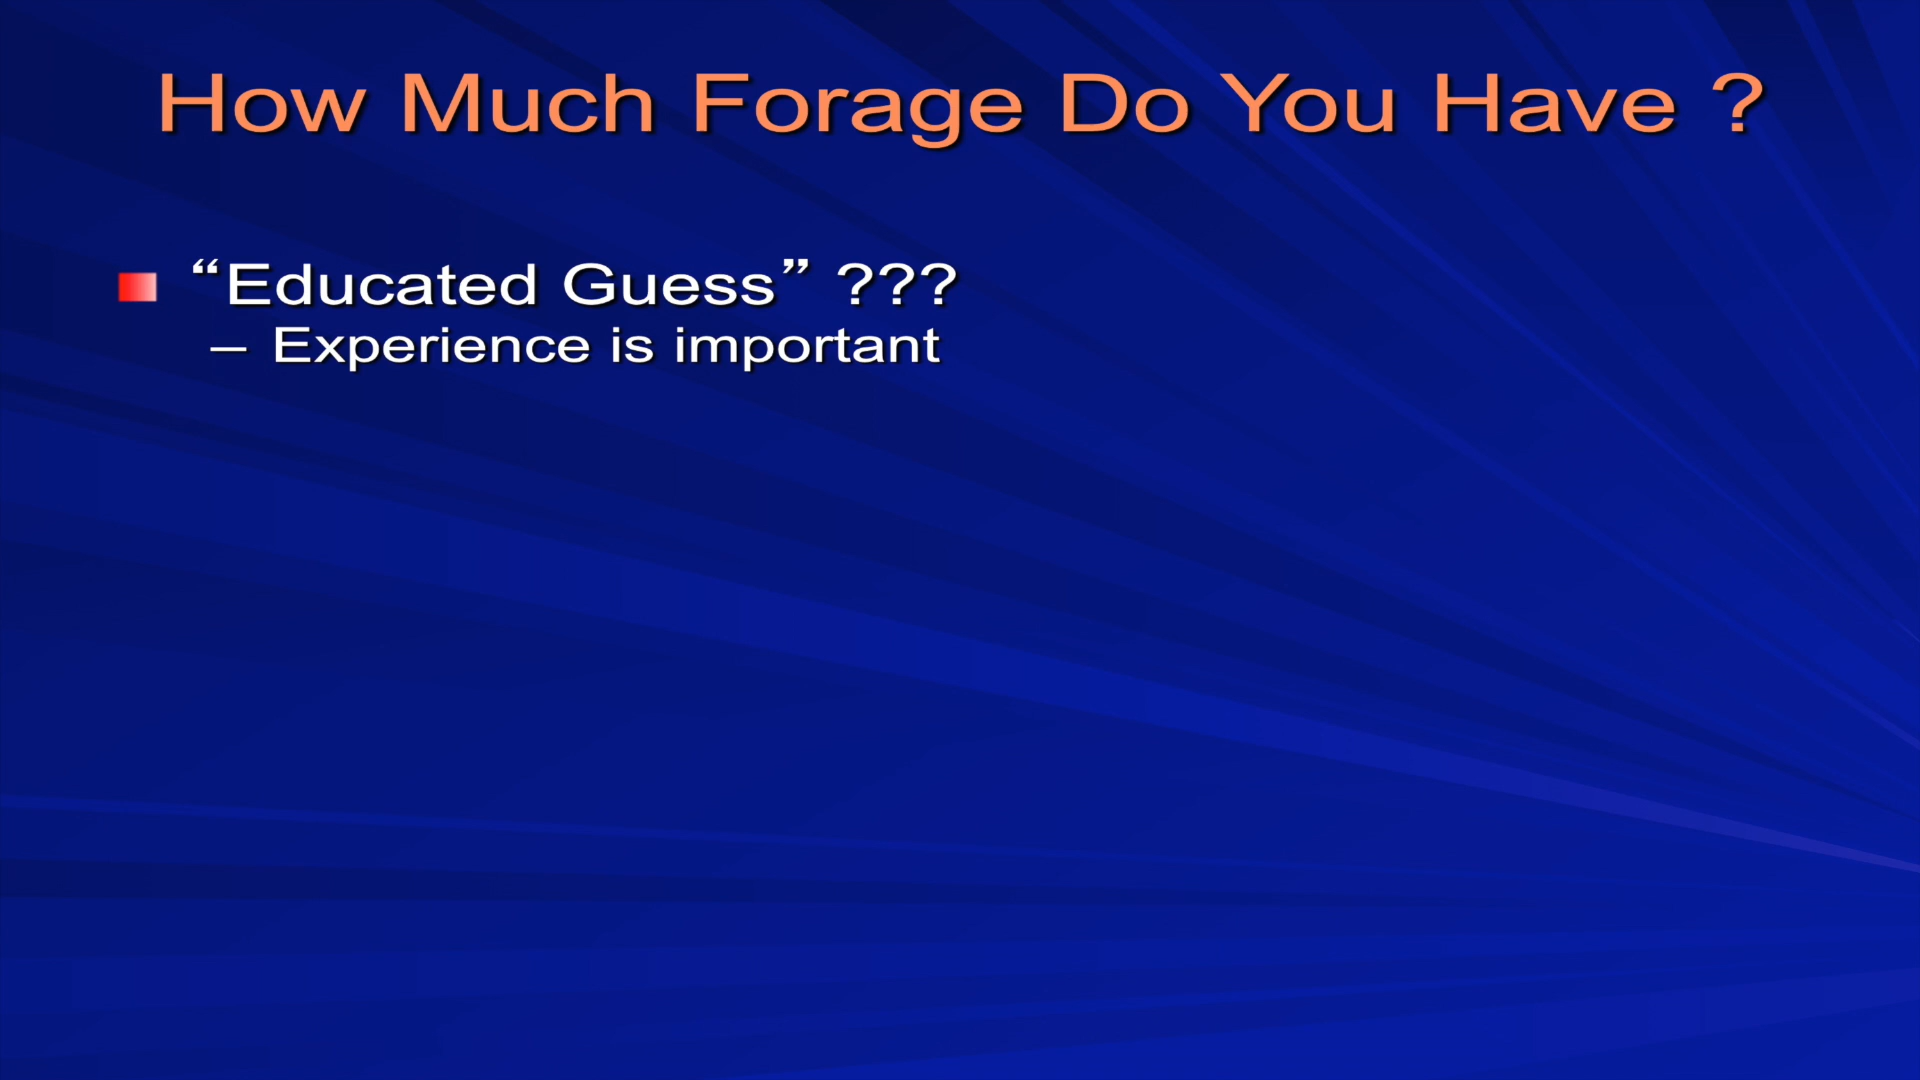 How Much Forage Do You Have ?
“Educated Guess” ???
– Experience is important